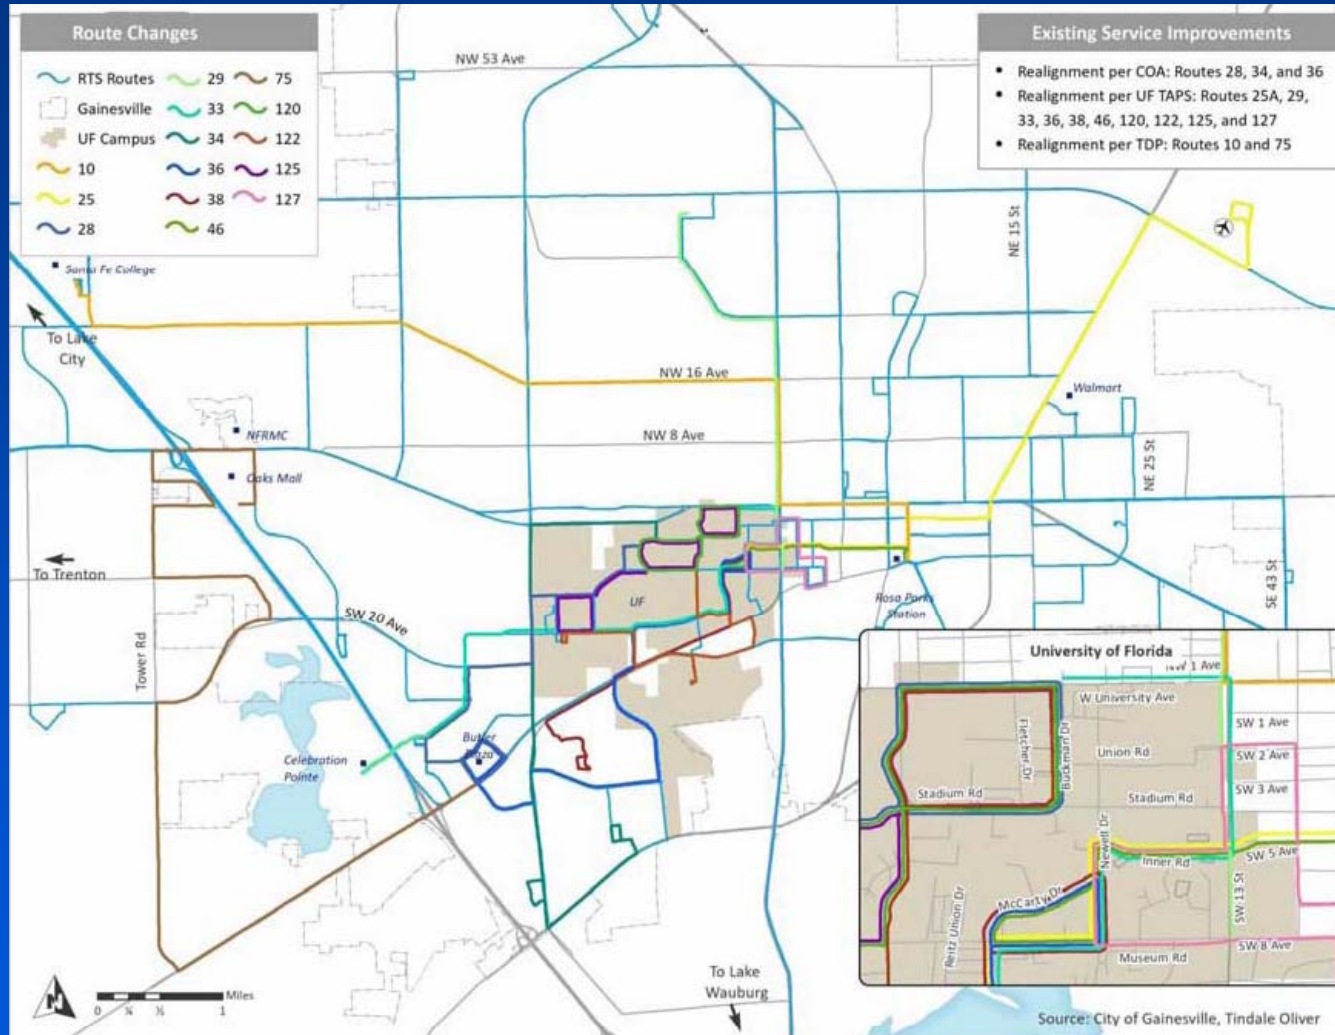 Route Changes
RTS Routes
Gainesville
UF Campus
10
25
28
29
33
34
36
38
46
75
120
122
125
127
Existing Service Improvements
• Realignment per COA: Routes 28, 34, and 36
• Realignment per UF TAPS: Routes 25A, 29,
33, 36, 38, 46, 120, 122, 125, and 127
• Realignment per TDP: Routes 10 and 75
NW 53 Ave
NE 15 St
Santa Fe College
To Lake
City
NW 16 Ave
Walmart
NFRMC
NW 8 Ave
Oaks Mall
NE 25 St
To Trenton
SW 20 Ave
UF
Rosa Parks
Station
SE 43 St
Tower Rd
Butler
Plaza
Celebration
Pointe
To Lake
Wauburg
N
Miles
0 ¼ ½ 1
University of Florida
NW 1 Ave
W University Ave
SW 1 Ave
Fletcher Dr
Buckman Dr
Union Rd
SW 2 Ave
Stadium Rd
Stadium Rd
SW 3 Ave
Newell Dr
Inner Rd
SW 5 Ave
McCarty Dr
Reitz Union Dr
SW 13 St
Museum Rd
SW 8 Ave
Source: City of Gainesville, Tindale Oliver